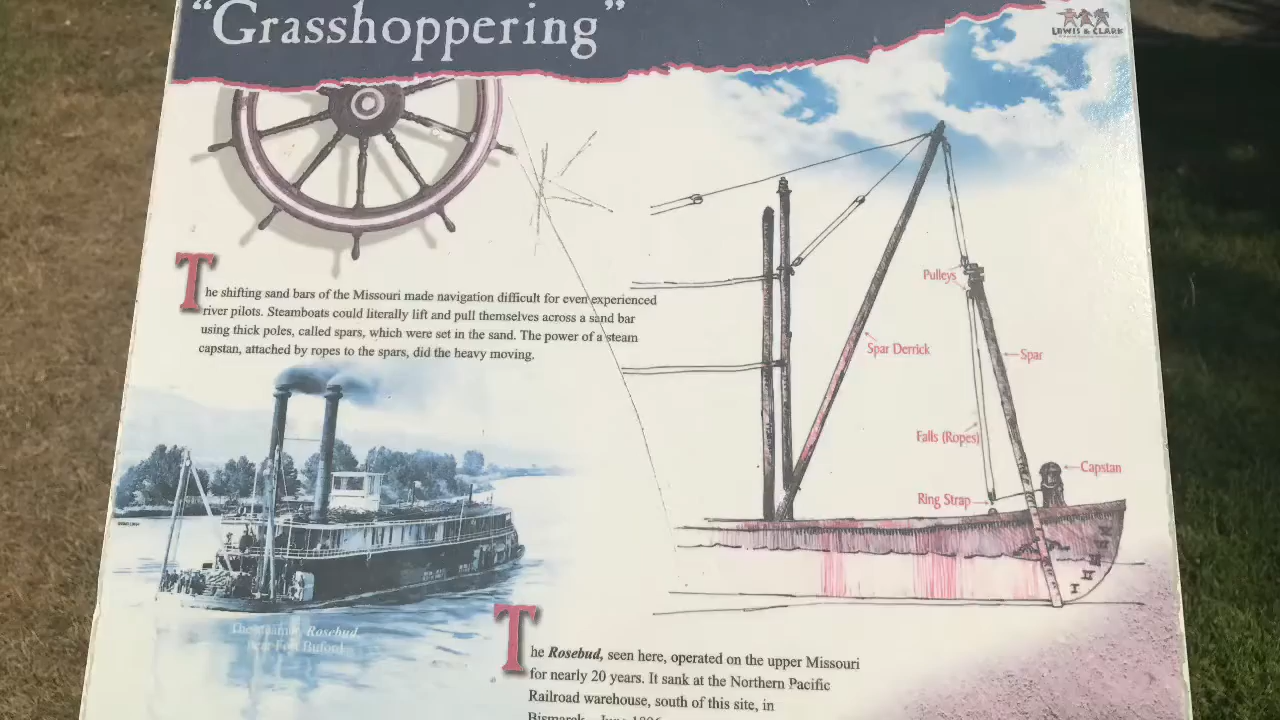 "Grasshoppering"
LEWIS & CLARK
The shifting sand bars of the Missouri made navigation difficult for even experienced
river pilots. Steamboats could literally lift and pull themselves across a sand bar
using thick poles, called spars, which were set in the sand. The power of a steam
capstan, attached by ropes to the spars, did the heavy moving.
Pulleys
Spar Derrick
Spar
Falls (Ropes)
Capstan
Ring Strap
The Steamer Rosebud
near Fort Buford
The Rosebud, seen here, operated on the upper Missouri
for nearly 20 years. It sank at the Northern Pacific
Railroad warehouse, south of this site, in
Bismarck June